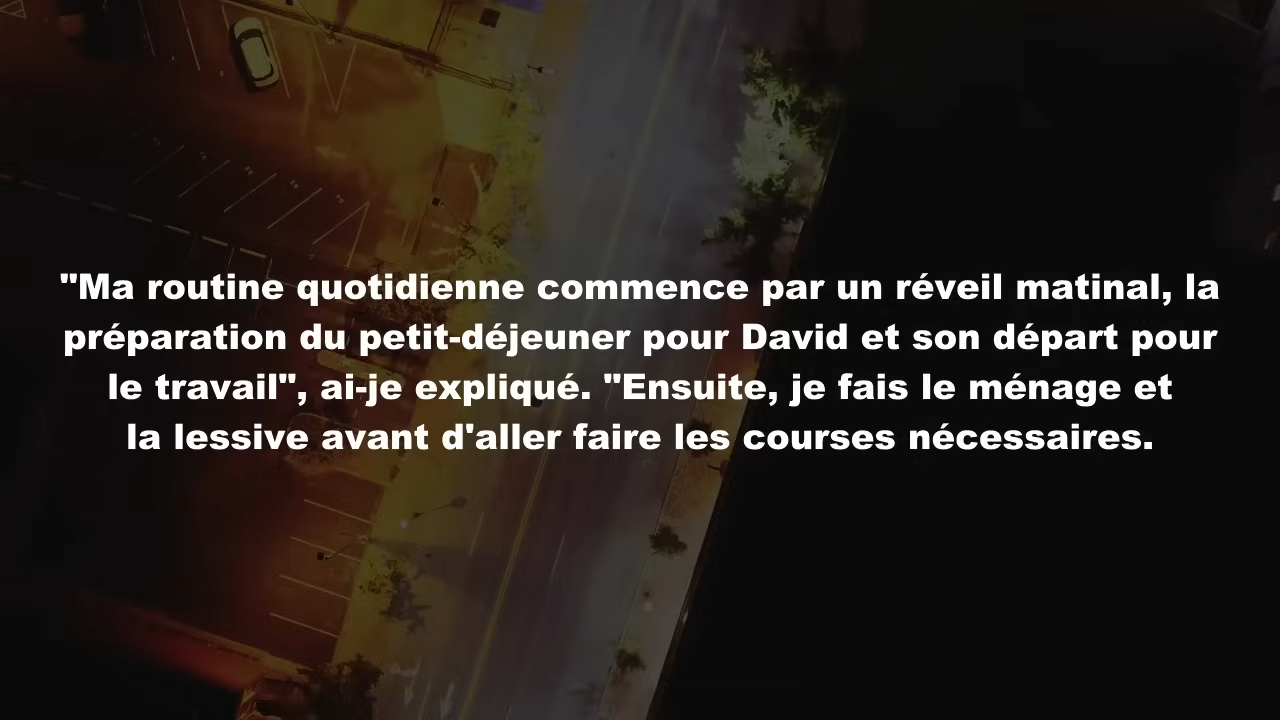 "Ma routine quotidienne commence par un réveil matinal, la
préparation du petit-déjeuner pour David et son départ pour
le travail", ai-je expliqué. "Ensuite, je fais le ménage et
la lessive avant d'aller faire les courses nécessaires.